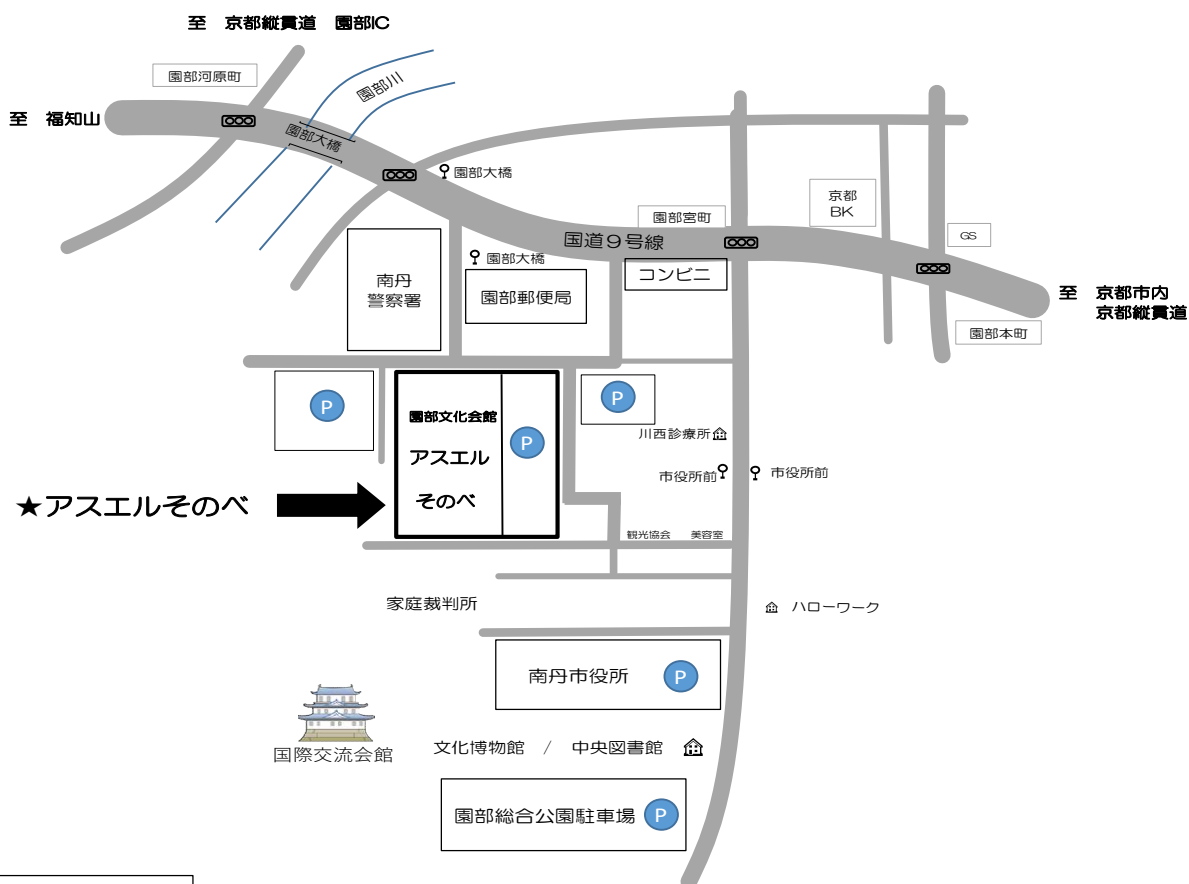 至　京都縦貫道　園部IC
園部河原町
園部川
至　福知山
園部大橋
園部大橋
京都
BK
園部宮町
国道9号線
GS
園部大橋
コンビニ
南丹
警察署
園部郵便局
至　京都市内
京都縦貫道
園部本町
P
P
園部文化会館
P
アスエル
そのべ
川西診療所
市役所前
市役所前
★アスエルそのべ
観光協会　美容室
家庭裁判所
ハローワーク
南丹市役所
P
国際交流会館
文化博物館　/　中央図書館
園部総合公園駐車場
P